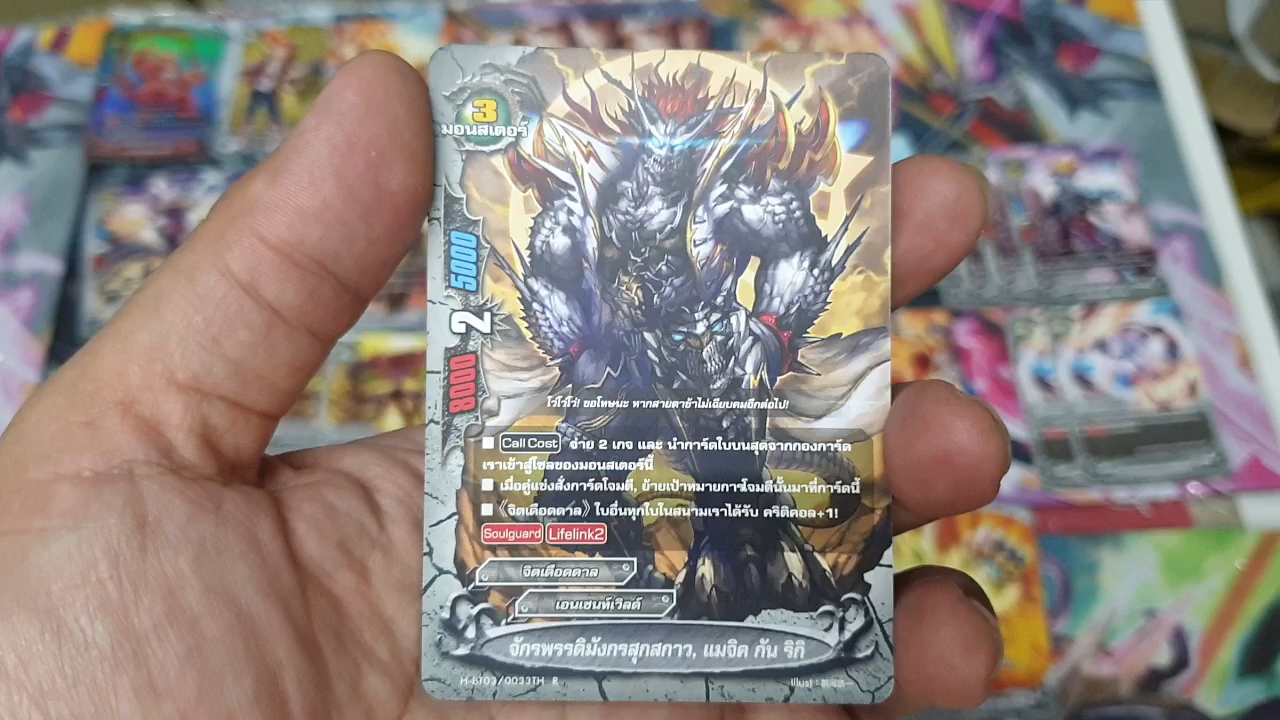 3
มอนสเตอร์
5000
2
8000
โว่โว่โว่! ขอโทษนะ หากสายตาข้าไม่เฉียบคมอีกต่อไป!
■ Call Cost จ่าย 2 เกจ และ นำการ์ดใบบนสุดจากกองการ์ด
เราเข้าสู่โซลของมอนสเตอร์นี้
■ เมื่อคู่แข่งสั่งการ์ดโจมตี, ย้ายเป้าหมายการโจมตีนั้นมาที่การ์ดนี้
■ 《จิตเดือดดาล》 ใบอื่นทุกใบในสนามเราได้รับ คริติคอล+1!
Soulguard Lifelink2
จิตเดือดดาล
เอนเชนท์เวิลด์
จักรพรรดิมังกรสุกสกาว, แมจิค กัน ริกิ
H-BT03/0033TH R
Illust :